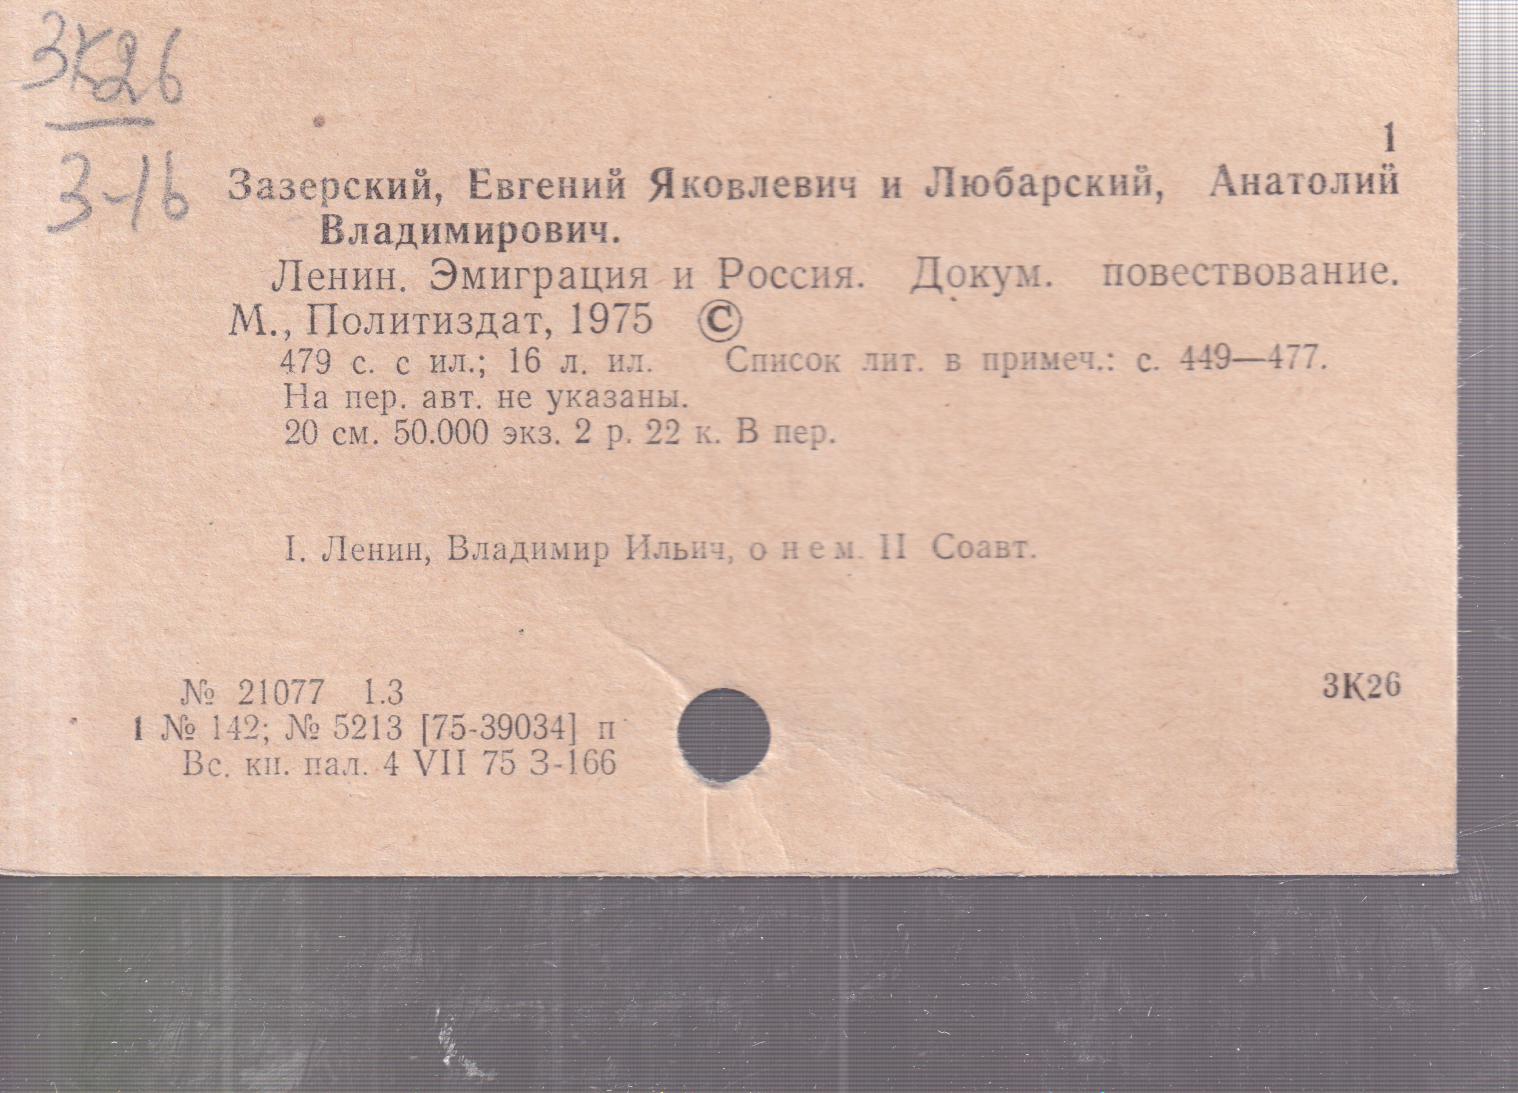 3К26
З-16
1
Зазерский, Евгений Яковлевич и Любарский, Анатолий
Владимирович.
Ленин. Эмиграция и Россия. Докум. повествование.
М., Политиздат, 1975 ©
479 с. с ил.; 16 л. ил. Список лит. в примеч.: с. 449—477.
На пер. авт. не указаны.
20 см. 50.000 экз. 2 р. 22 к. В пер.
I. Ленин, Владимир Ильич, о нем. II Соавт.
№ 21077 1.3
3К26
1 № 142; № 5213 [75-39034] п
Вс. кн. пал. 4 VII 75 З-166